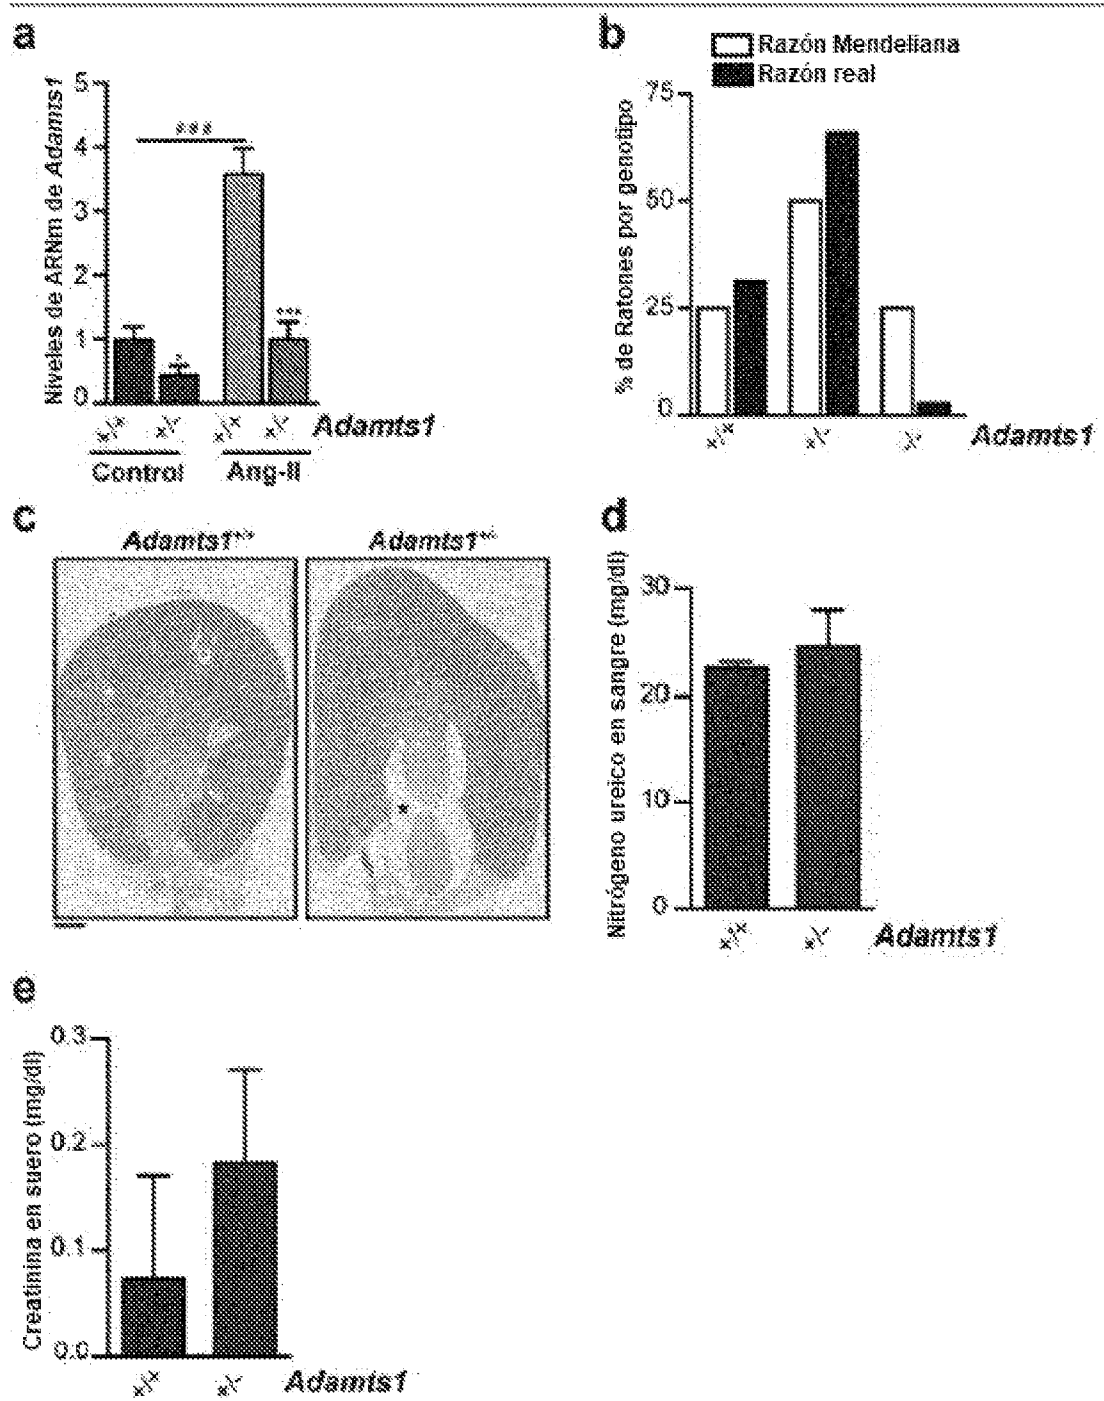 a
Niveles de ARNm de Adamts1
5
4
3
2
1
0
###
*
+/+ +/- +/+ +/- Adamts1
Control Ang-II
b
Razón Mendeliana
Razón real
% de Ratones por genotipo
75
50
25
0
+/+ +/- -/- Adamts1
c
Adamts1+/+ Adamts1+/-
*
d
Nitrógeno ureico en sangre (mg/dl)
30
20
10
0
+/+ +/- Adamts1
e
Creatinina en suero (mg/dl)
0.3
0.2
0.1
0.0
+/+ +/- Adamts1